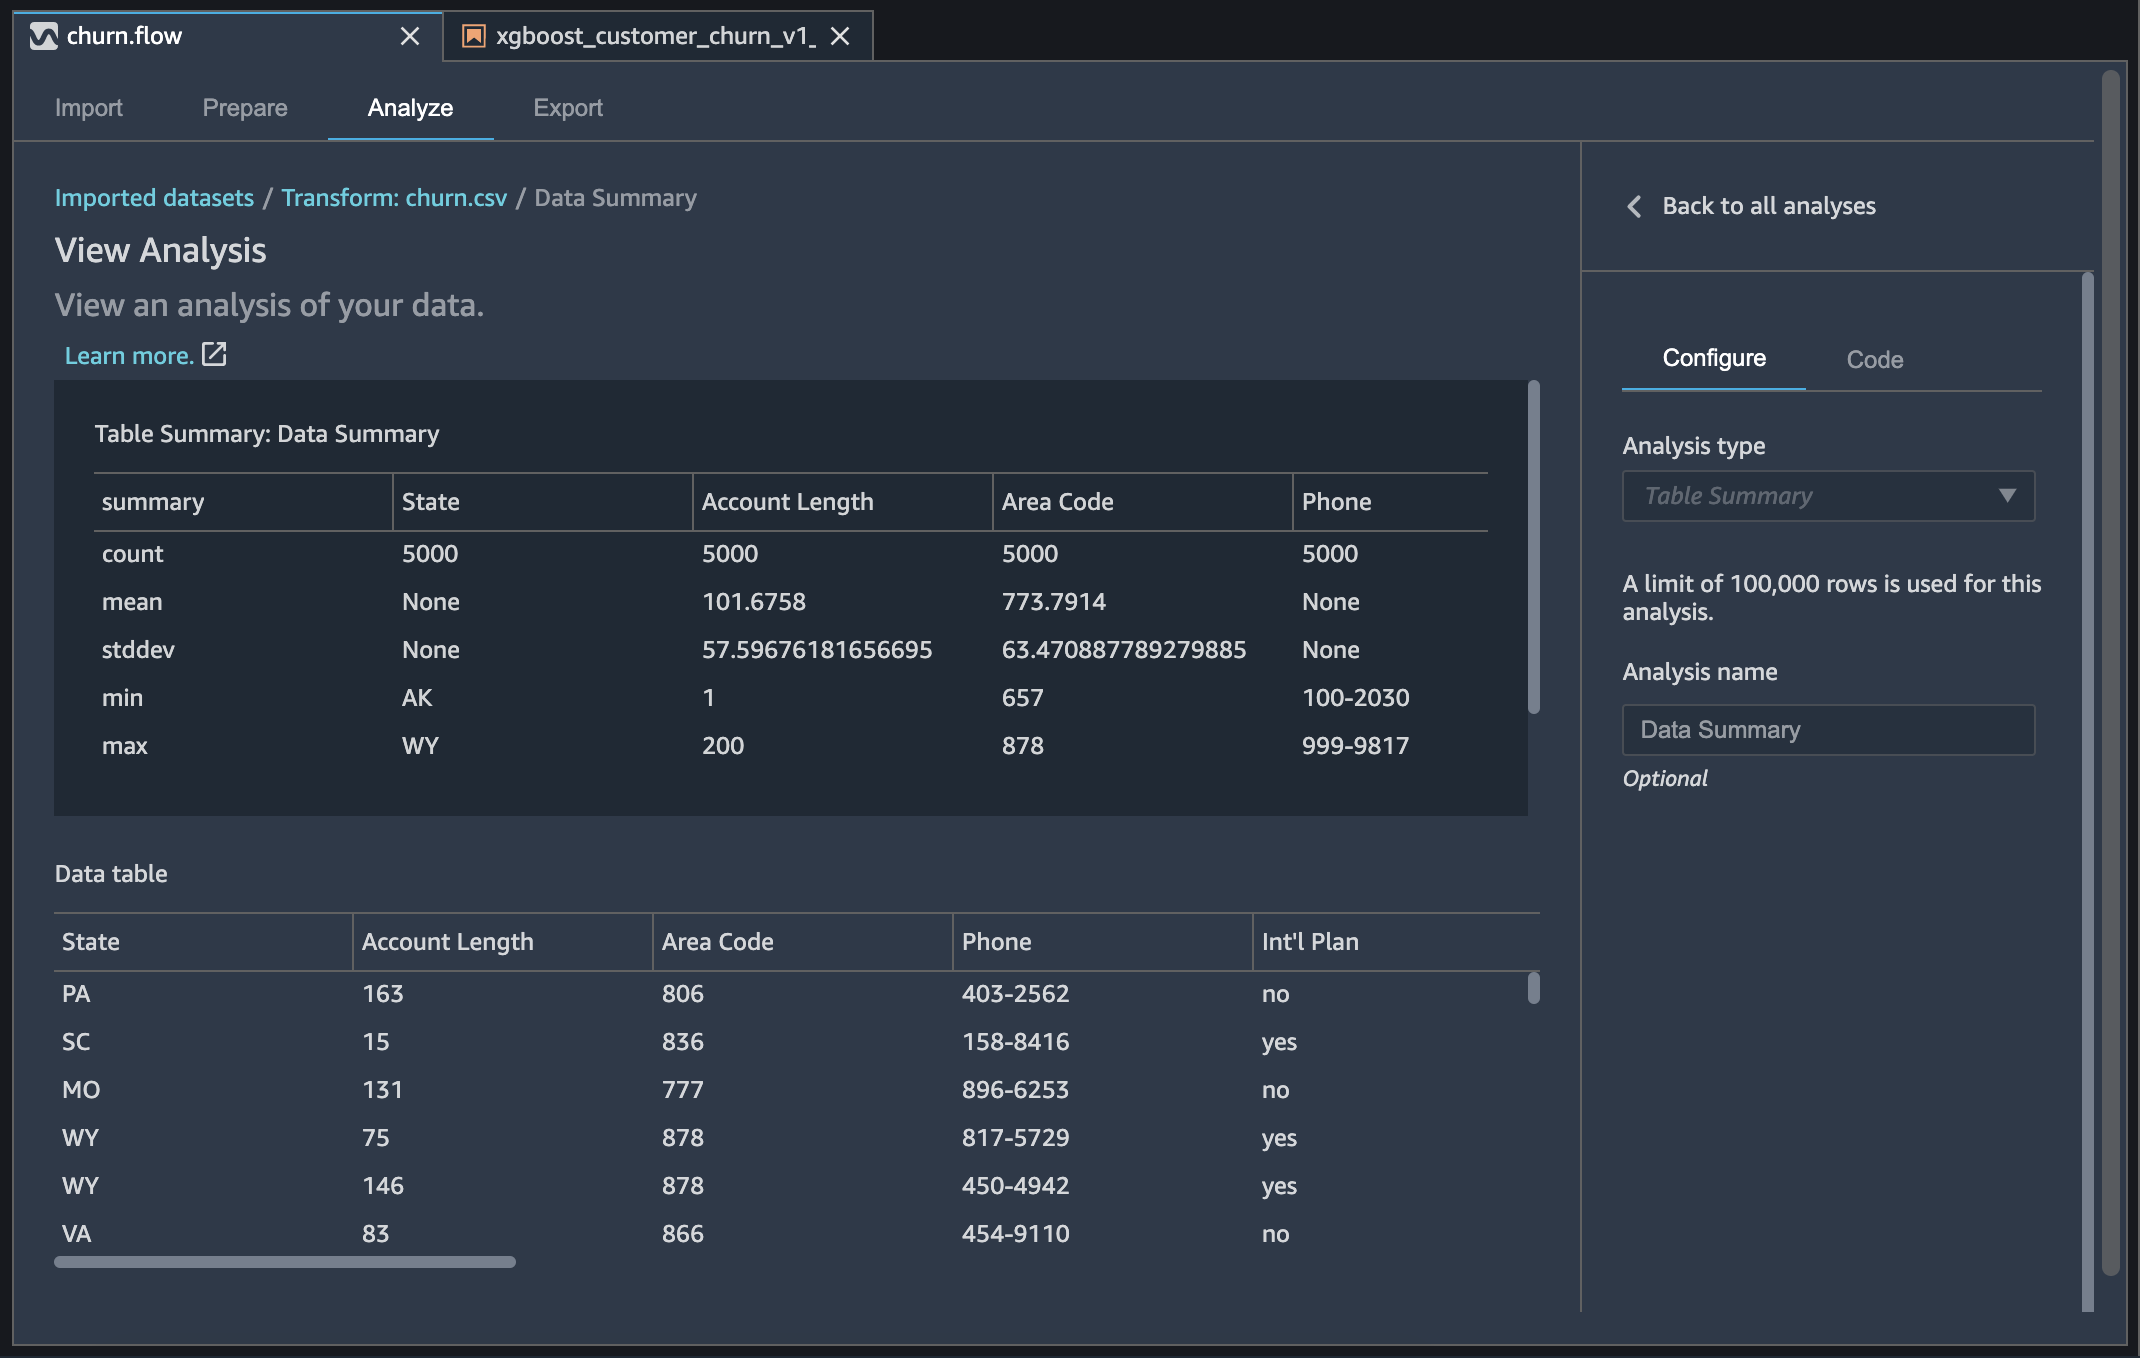 churn.flow
xgboost_customer_churn_v1_
Import Prepare Analyze Export
Imported datasets / Transform: churn.csv / Data Summary
View Analysis
View an analysis of your data.
Learn more.
Table Summary: Data Summary
summary State Account Length Area Code Phone
count 5000 5000 5000 5000
mean None 101.6758 773.7914 None
stddev None 57.59676181656695 63.470887789279885 None
min AK 1 657 100-2030
max WY 200 878 999-9817
Data table
State Account Length Area Code Phone Int'l Plan
PA 163 806 403-2562 no
SC 15 836 158-8416 yes
MO 131 777 896-6253 no
WY 75 878 817-5729 yes
WY 146 878 450-4942 yes
VA 83 866 454-9110 no
Back to all analyses
Configure Code
Analysis type
Table Summary
A limit of 100,000 rows is used for this
analysis.
Analysis name
Data Summary
Optional